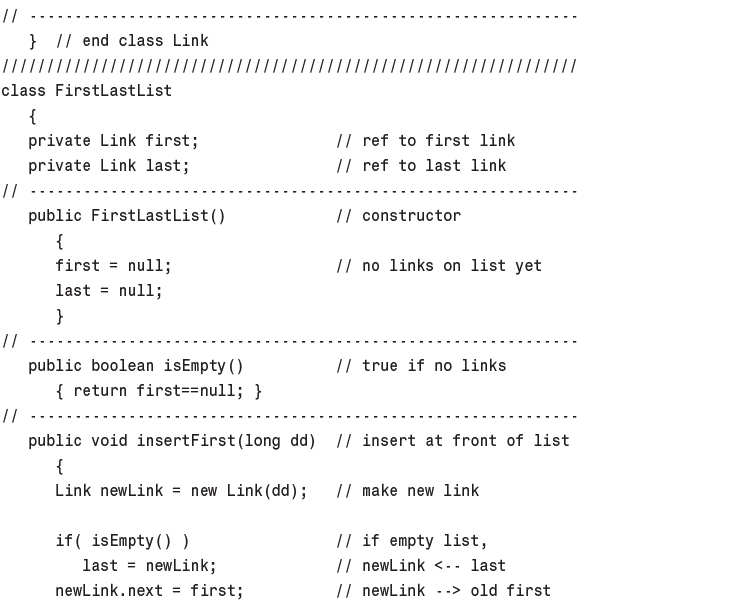 // -------------------------------------------------------------
   }  // end class Link
////////////////////////////////////////////////////////////////
class FirstLastList
   {
   private Link first;               // ref to first link
   private Link last;                // ref to last link
// -------------------------------------------------------------
   public FirstLastList()            // constructor
      {
      first = null;                  // no links on list yet
      last = null;
      }
// -------------------------------------------------------------
   public boolean isEmpty()          // true if no links
      { return first==null; }
// -------------------------------------------------------------
   public void insertFirst(long dd)  // insert at front of list
      {
      Link newLink = new Link(dd);   // make new link

      if( isEmpty() )                // if empty list,
         last = newLink;             // newLink <-- last
      newLink.next = first;          // newLink --> old first